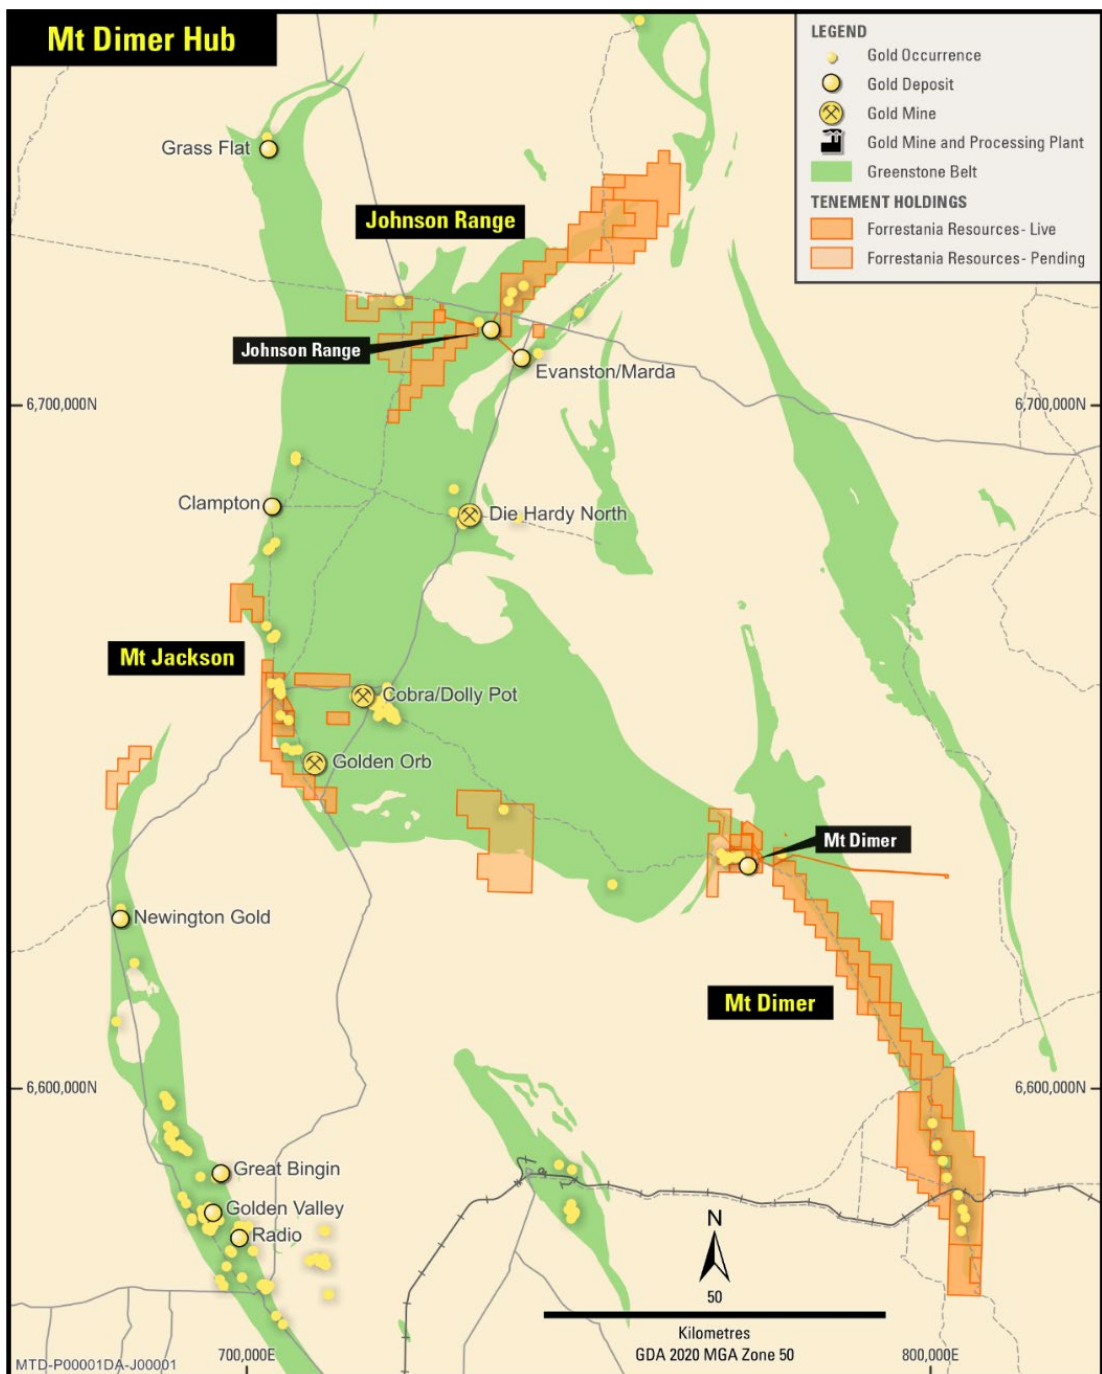 Mt Dimer Hub
LEGEND
Gold Occurrence
Gold Deposit
Gold Mine
Gold Mine and Processing Plant
Greenstone Belt
TENEMENT HOLDINGS
Forrestania Resources - Live
Forrestania Resources - Pending
Grass Flat
Johnson Range
Johnson Range
Evanston/Marda
6,700,000N
6,700,000N
Clampton
Die Hardy North
Mt Jackson
Cobra/Dolly Pot
Golden Orb
Mt Dimer
Newington Gold
Mt Dimer
6,600,000N
6,600,000N
Great Bingin
Golden Valley
Radio
N
50
Kilometres
GDA 2020 MGA Zone 50
MTD-P00001DA-J00001
700,000E
800,000E